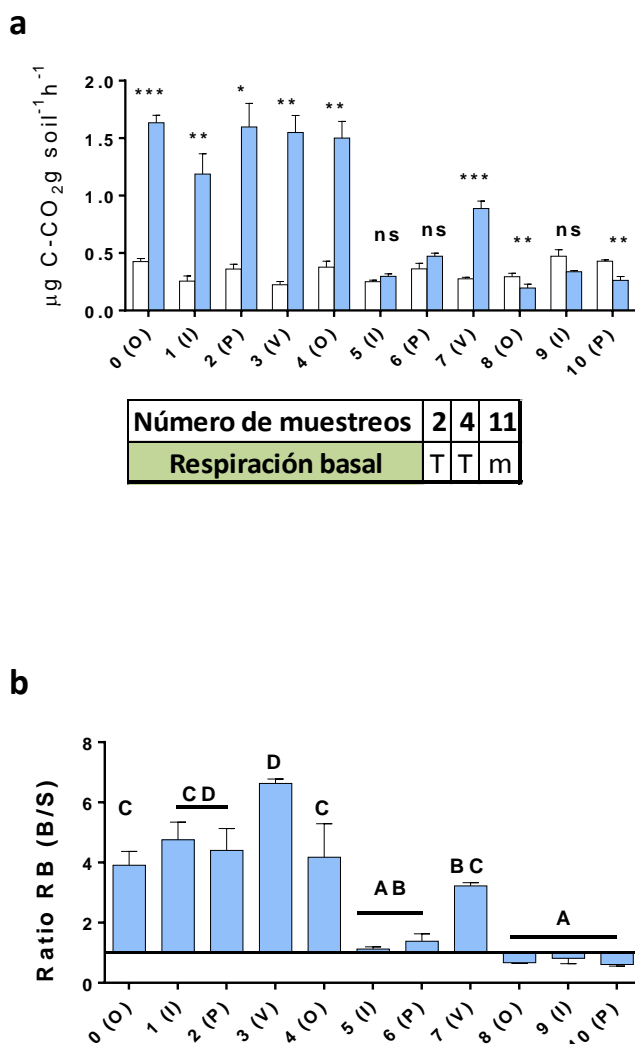 a
µg C-CO2g soil-1h-1
2.0
1.5
1.0
0.5
0.0
*** ** * ** ** ns ns *** ** ns **
0 (O) 1 (I) 2 (P) 3 (V) 4 (O) 5 (I) 6 (P) 7 (V) 8 (O) 9 (I) 10 (P)
Número de muestreos 2 4 11
Respiración basal T T m
b
Ratio RB (B/S)
8
6
4
2
0
C CD D C AB BC A
0 (O) 1 (I) 2 (P) 3 (V) 4 (O) 5 (I) 6 (P) 7 (V) 8 (O) 9 (I) 10 (P)